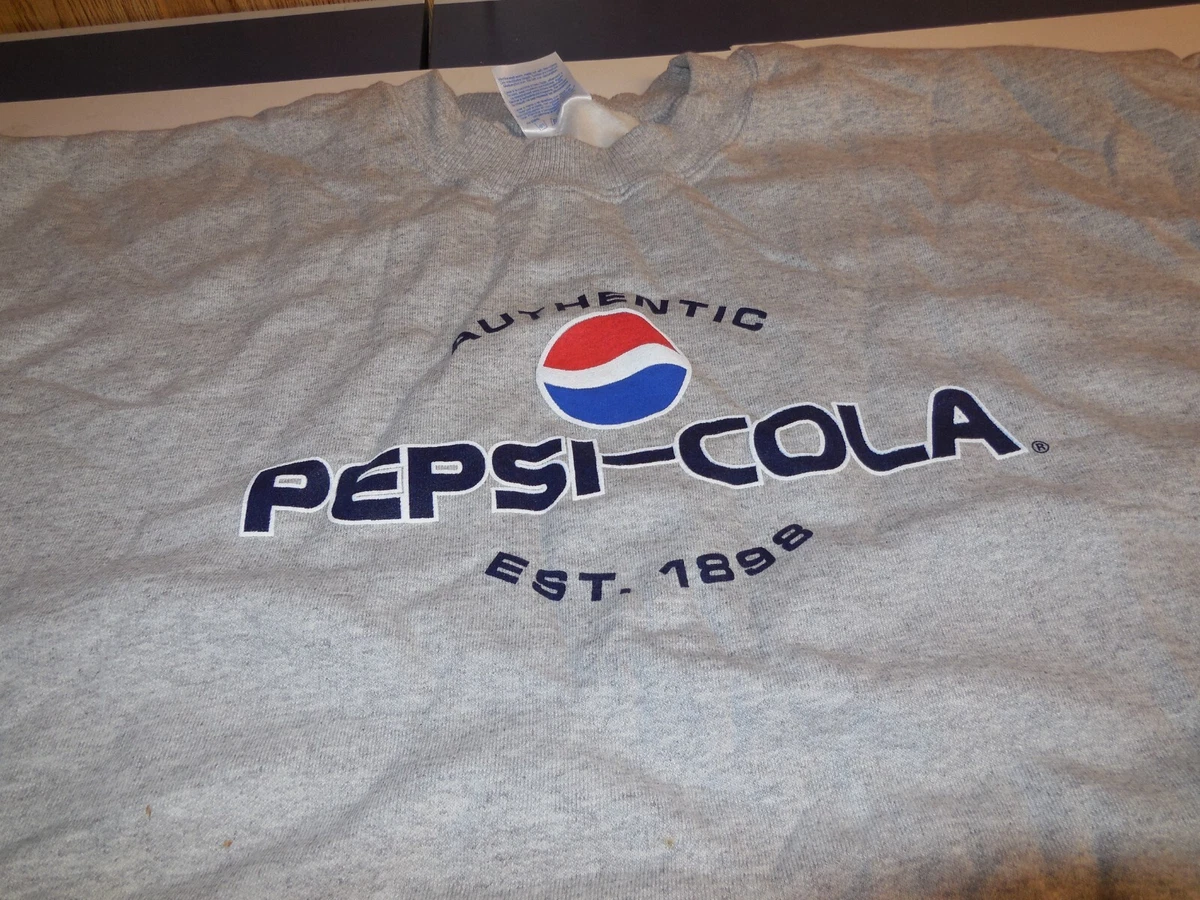 AUTHENTIC
PEPSI-COLA®
EST. 1898